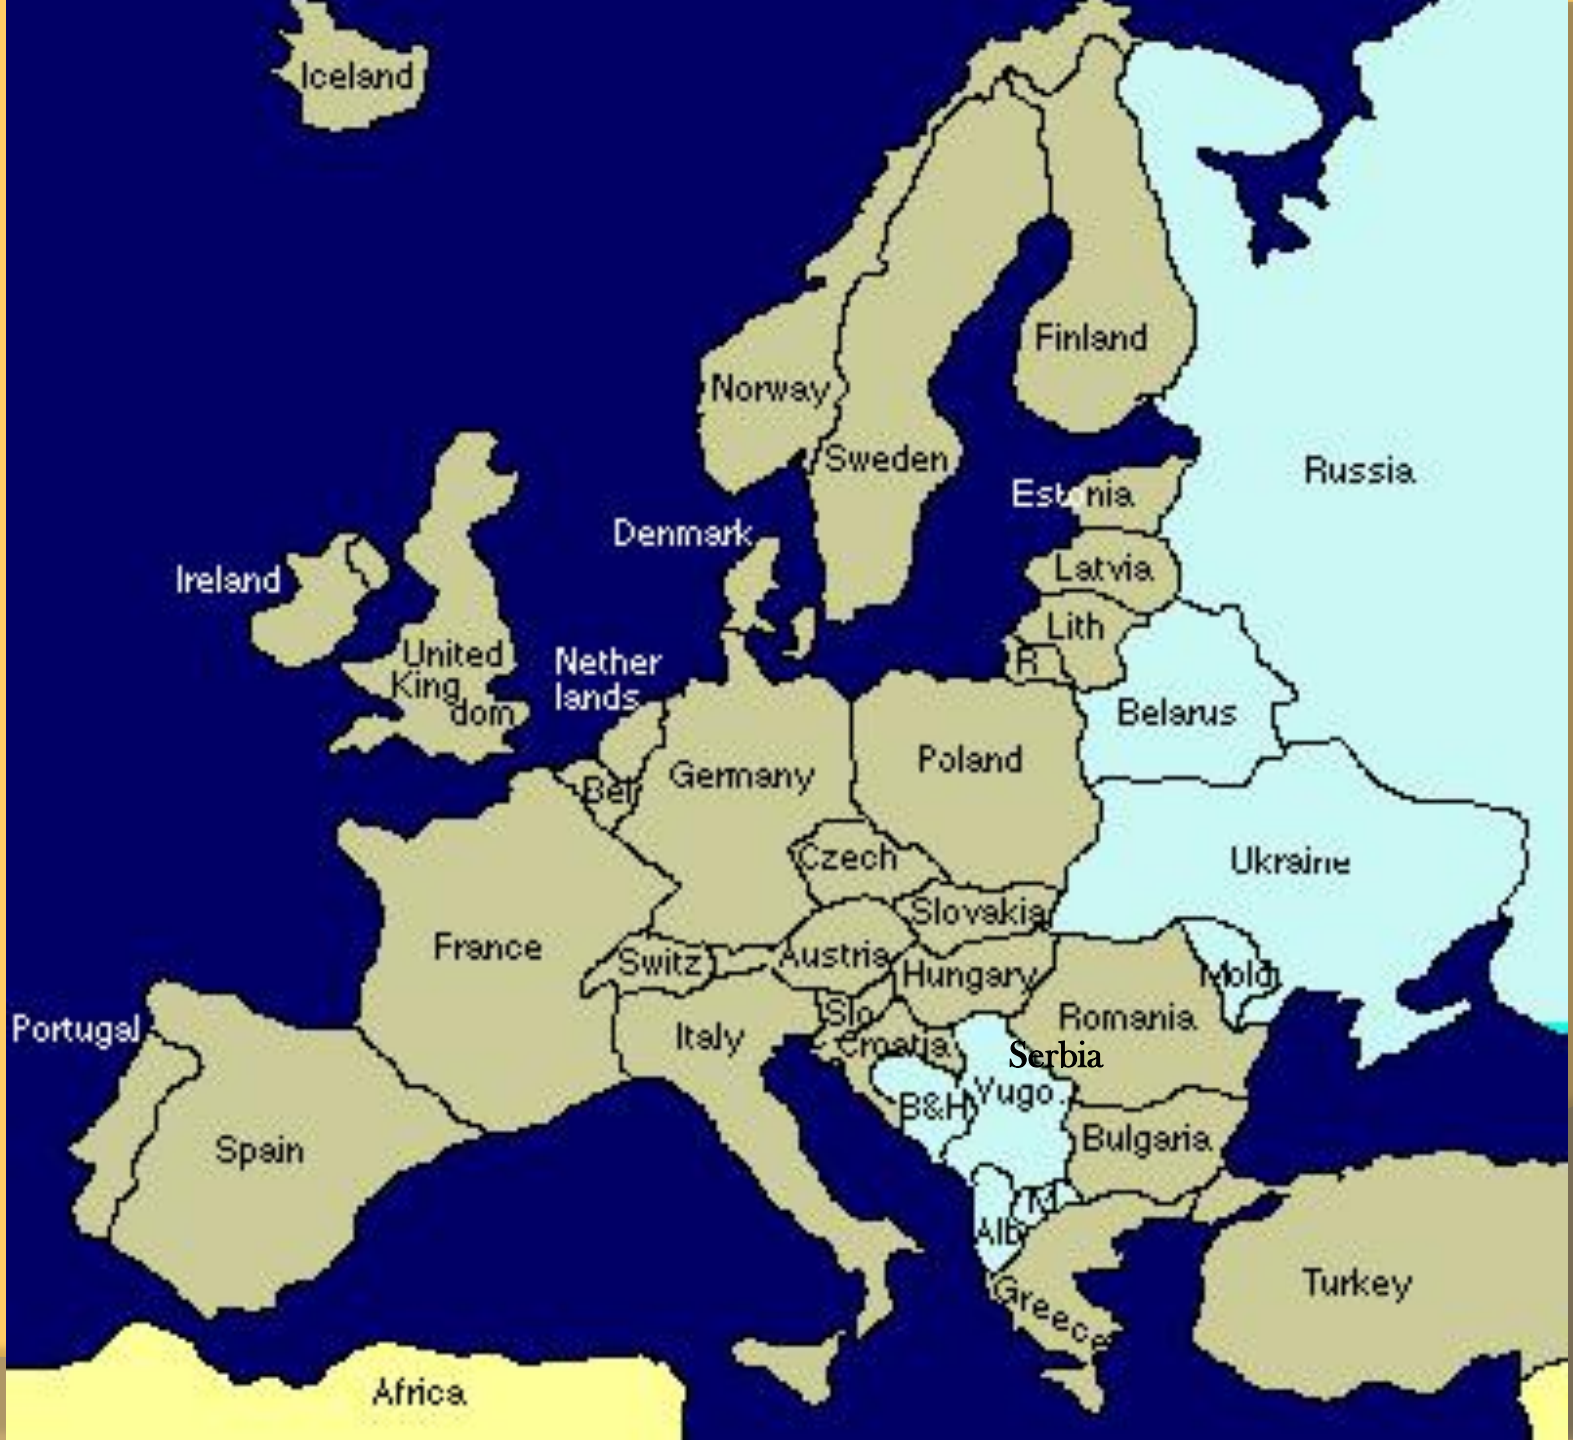 Iceland
Finland
Norway
Sweden
Russia
Estonia
Denmark
Latvia
Ireland
Lith
United
King
dom
Nether
lands
R
Belarus
Poland
Germany
Bel
Czech
Ukraine
Slovakia
France
Switz
Austria
Hungary
Mold
Portugal
Slo
Romania
Italy
Croatia
Serbia
Yugo.
B&H
Spain
Bulgaria
M
Alb
Turkey
Greece
Africa